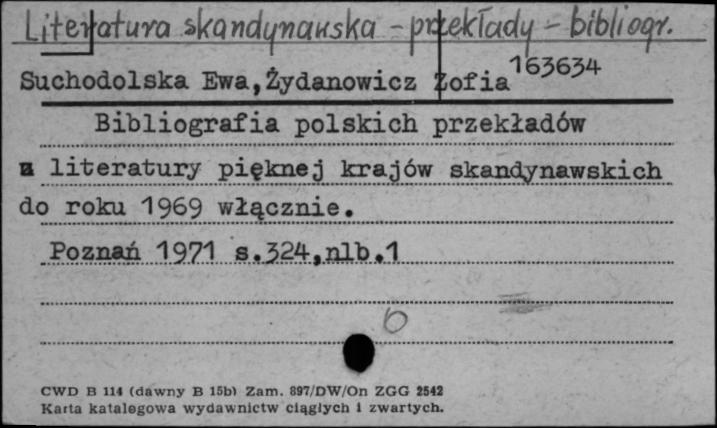 Literatura skandynawska - przekłady - bibliogr.
Suchodolska Ewa,Żydanowicz Zofia 163634
Bibliografia polskich przekładów
z literatury pięknej krajów skandynawskich
do roku 1969 włącznie.
Poznań 1971 s.324,nlb.1
6
CWD B 114 (dawny B 15b) Zam. 897/DW/On ZGG 2542
Karta katalogowa wydawnictw ciągłych i zwartych.